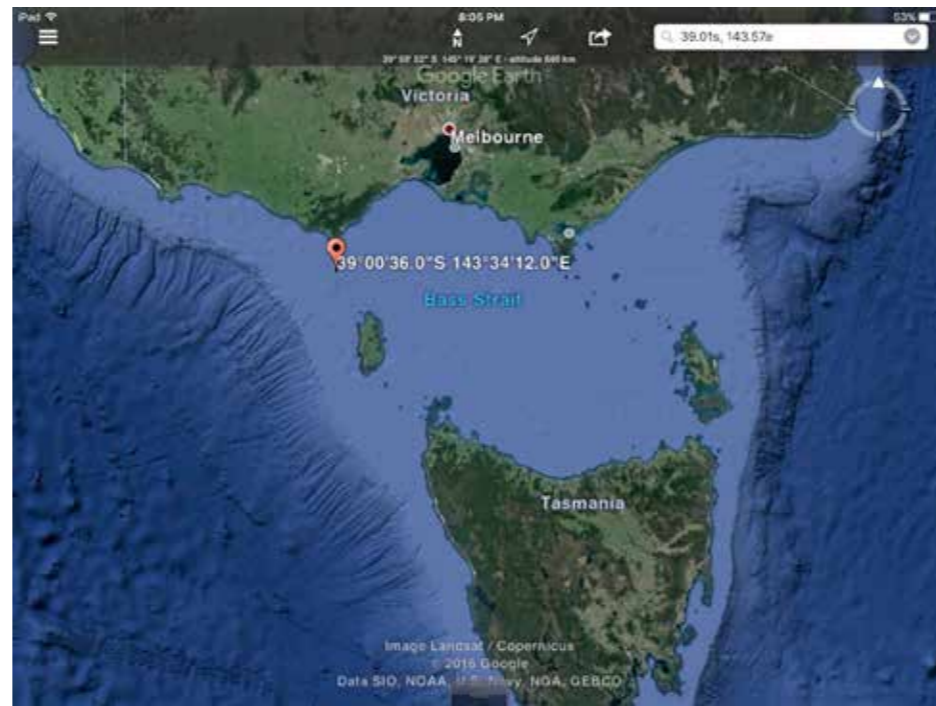 iPad
8:05 PM
53%
N
39.01s, 143.57e
Google Earth
Victoria
Melbourne
39°00'36.0"S 143°34'12.0"E
Bass Strait
Tasmania
Image Landsat / Copernicus
© 2016 Google
Data SIO, NOAA, U.S. Navy, NGA, GEBCO